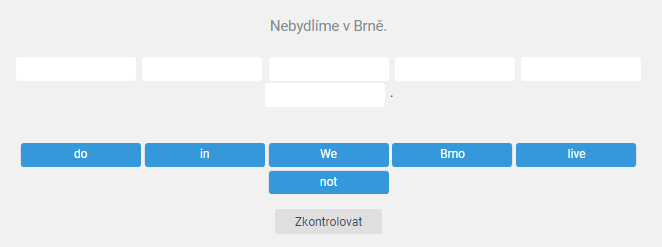 Nebydlíme v Brně.
.
do in We Brno live
not
Zkontrolovat